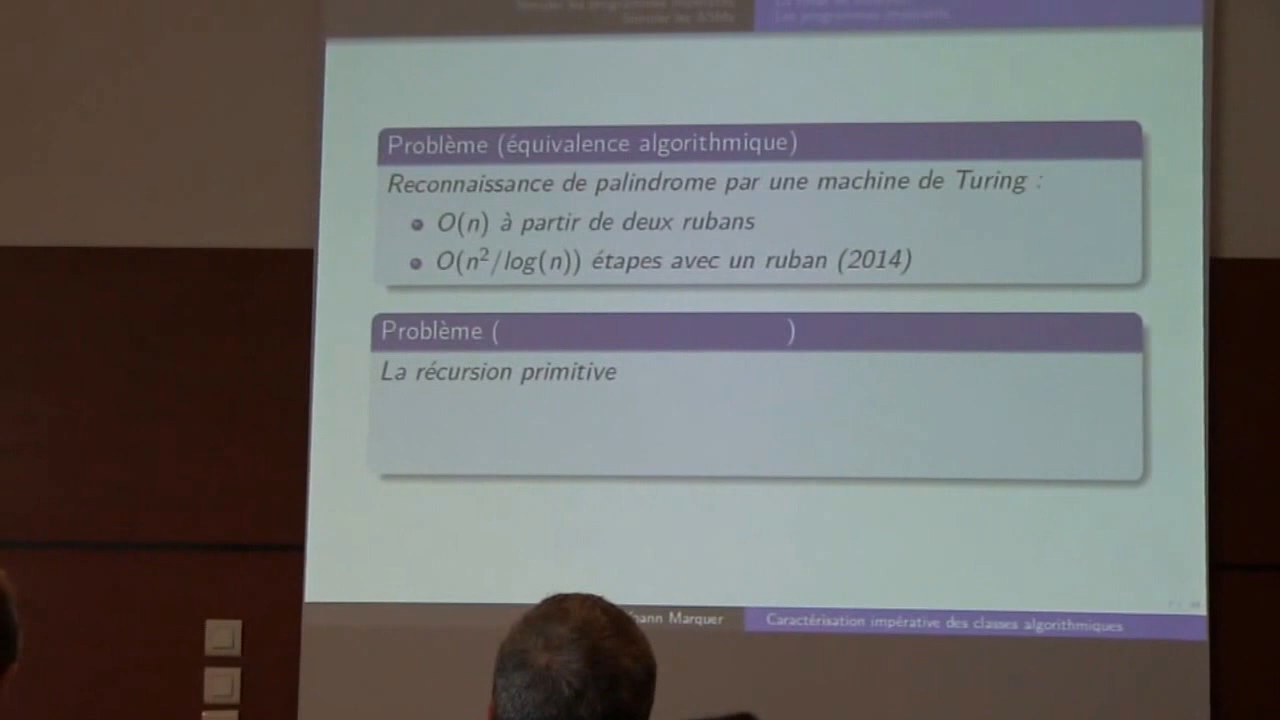 Problème (équivalence algorithmique)
Reconnaissance de palindrome par une machine de Turing :
O(n) à partir de deux rubans
O(n²/log(n)) étapes avec un ruban (2014)
Problème ( )
La récursion primitive
Marquer
Caractérisation impérative des classes algorithmiques